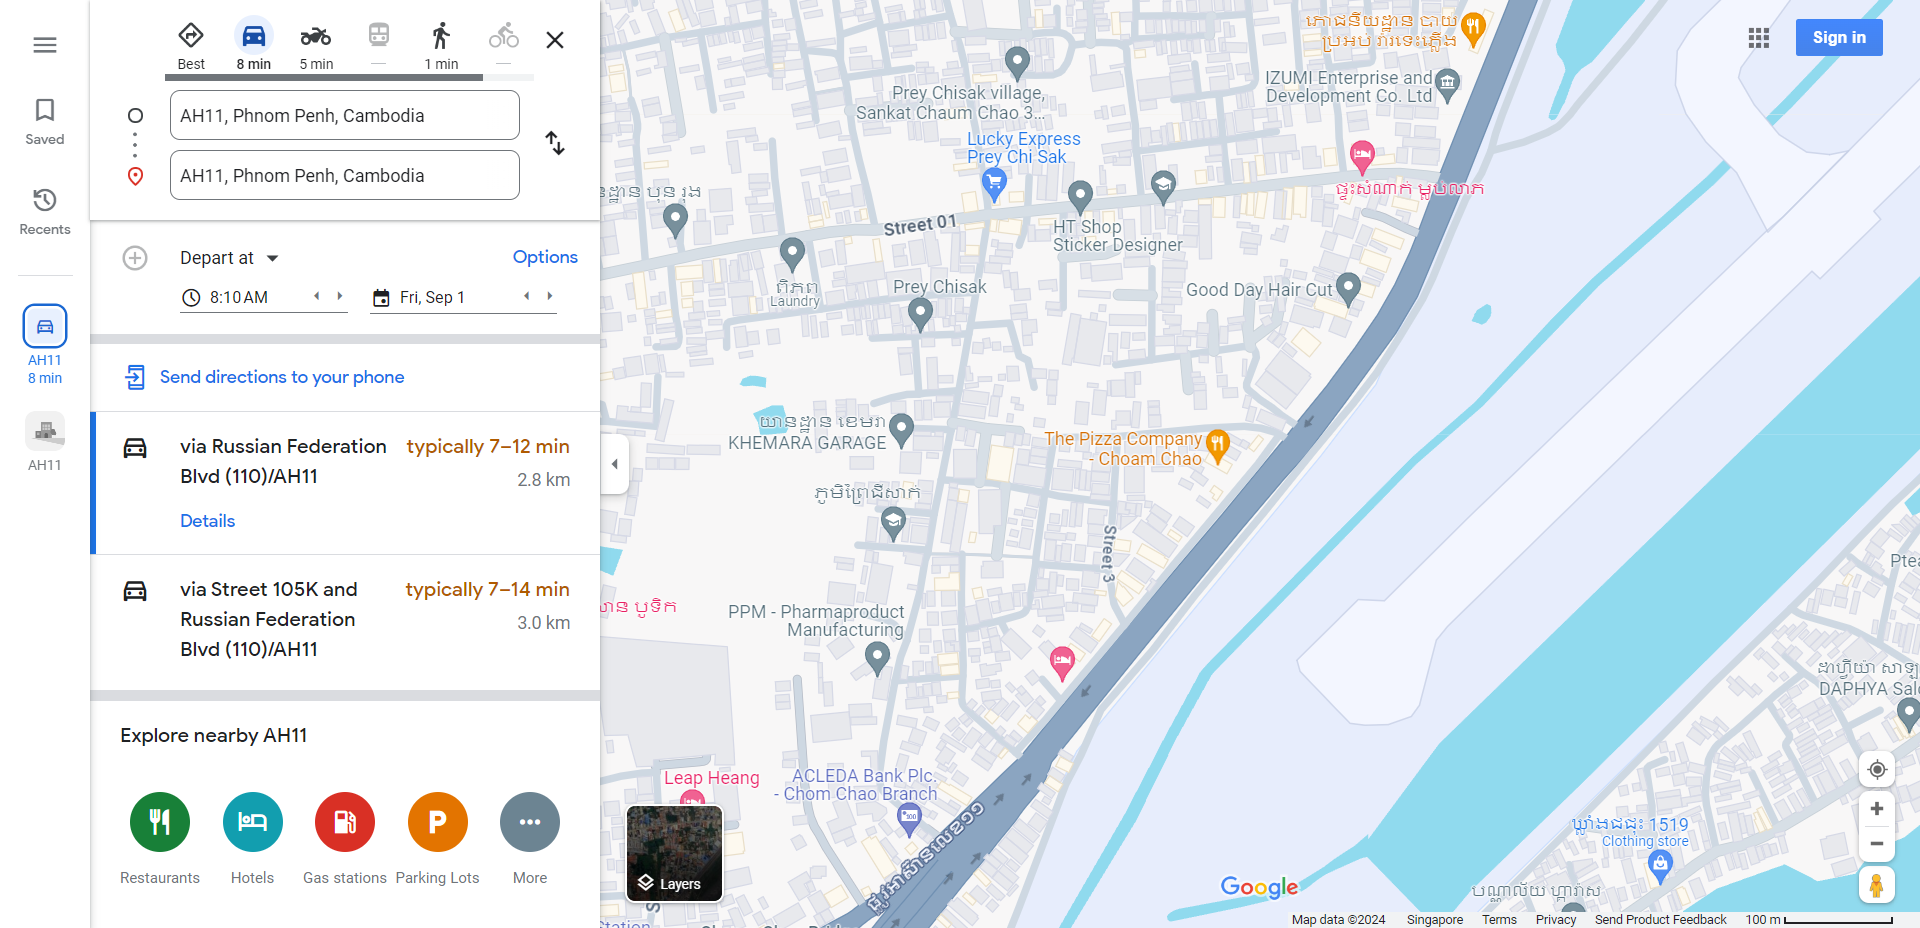 Best
8 min
5 min
—
1 min
—
AH11, Phnom Penh, Cambodia
AH11, Phnom Penh, Cambodia
Saved
Recents
AH11
8 min
AH11
Depart at
Options
8:10 AM
Fri, Sep 1
Send directions to your phone
via Russian Federation
Blvd (110)/AH11
typically 7–12 min
2.8 km
Details
via Street 105K and
Russian Federation
Blvd (110)/AH11
typically 7–14 min
3.0 km
Explore nearby AH11
Restaurants
Hotels
Gas stations
Parking Lots
More
Sign in
IZUMI Enterprise and
Development Co. Ltd
Prey Chisak village,
Sankat Chaum Chao 3...
Lucky Express
Prey Chi Sak
Street 01
HT Shop
Sticker Designer
Laundry
Prey Chisak
Good Day Hair Cut
KHEMARA GARAGE
The Pizza Company
- Choam Chao
Street 3
PPM - Pharmaproduct
Manufacturing
Leap Heang
ACLEDA Bank Plc.
- Chom Chao Branch
DAPHYA Sal
1519
Clothing store
Layers
Google
Map data ©2024
Singapore
Terms
Privacy
Send Product Feedback
100 m